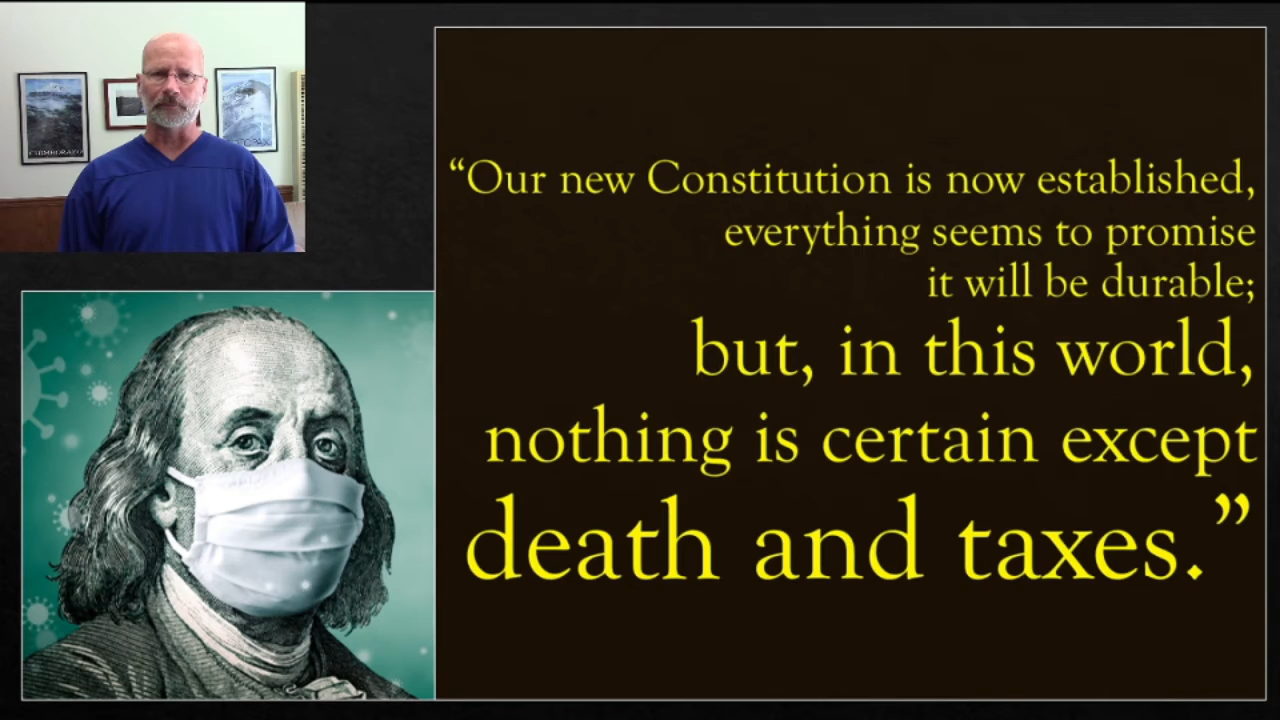 CHIMBORAZO
“Our new Constitution is now established,
everything seems to promise
it will be durable;
but, in this world,
nothing is certain except
death and taxes.”